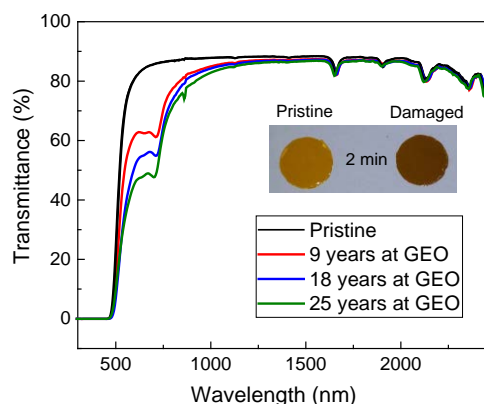 100
80
60
40
20
0
Transmittance (%)
Pristine
Damaged
2 min
Pristine
9 years at GEO
18 years at GEO
25 years at GEO
500
1000
1500
2000
Wavelength (nm)